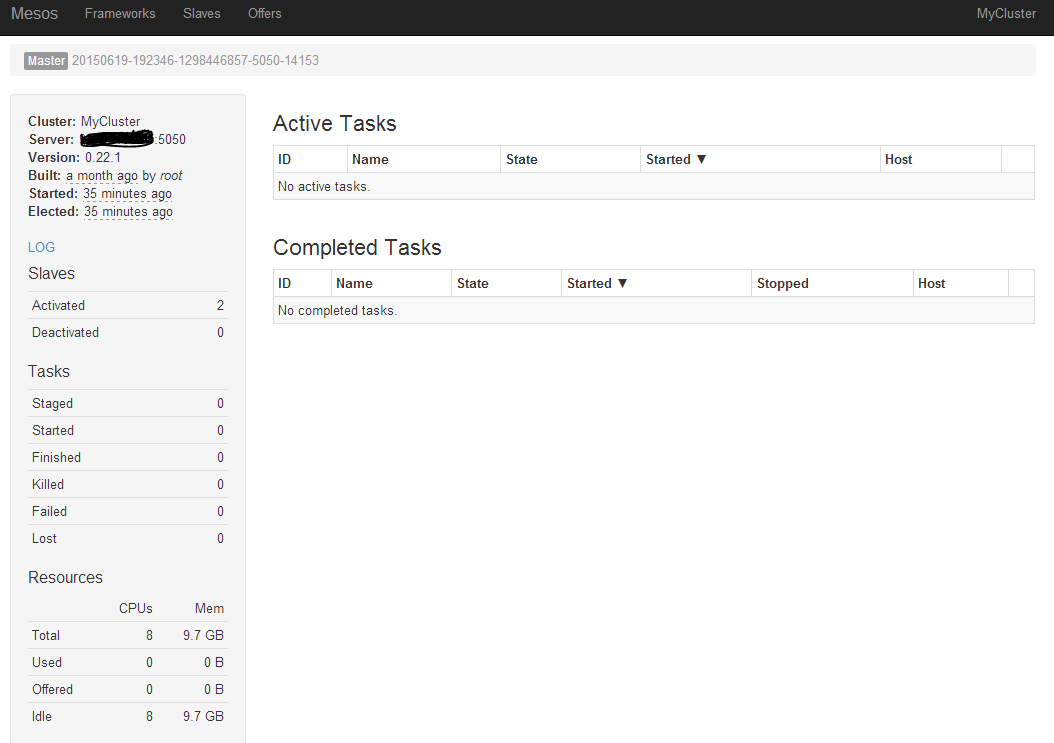 Mesos Frameworks Slaves Offers MyCluster
Master 20150619-192346-1298446857-5050-14153
Cluster: MyCluster
Server: :5050
Version: 0.22.1
Built: a month ago by root
Started: 35 minutes ago
Elected: 35 minutes ago
LOG
Slaves
Activated 2
Deactivated 0
Tasks
Staged 0
Started 0
Finished 0
Killed 0
Failed 0
Lost 0
Resources
CPUs Mem
Total 8 9.7 GB
Used 0 0 B
Offered 0 0 B
Idle 8 9.7 GB
Active Tasks
ID Name State Started ▼ Host
No active tasks.
Completed Tasks
ID Name State Started ▼ Stopped Host
No completed tasks.